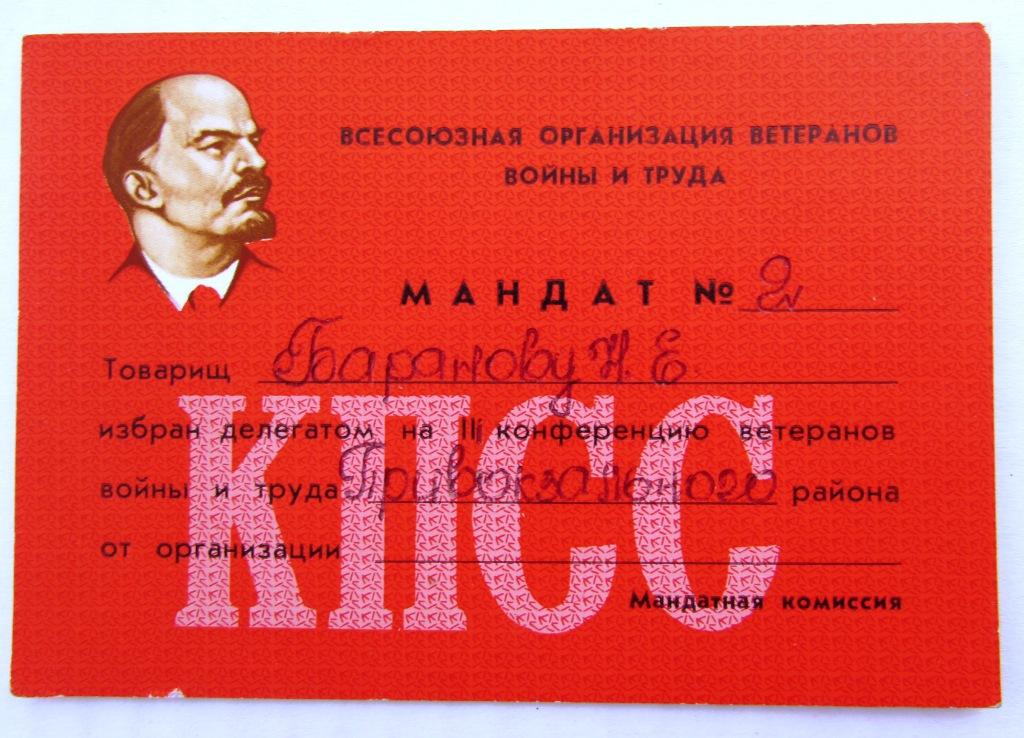 ВСЕСОЮЗНАЯ ОРГАНИЗАЦИЯ ВЕТЕРАНОВ
ВОЙНЫ И ТРУДА
МАНДАТ № 2
Товарищ Баранову Н. Е.
избран делегатом на II конференцию ветеранов
войны и труда Привокзального района
от организации
КПСС
Мандатная комиссия